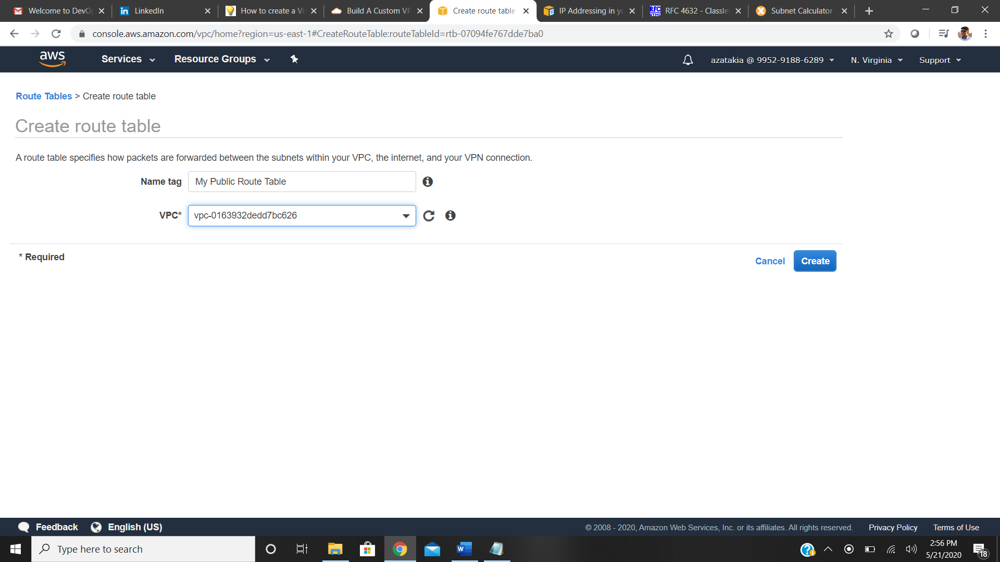 Welcome to DevO
LinkedIn
How to create a Vi
Build A Custom VP
Create route table
IP Addressing in yo
RFC 4632 - Classle
Subnet Calculator
console.aws.amazon.com/vpc/home?region=us-east-1#CreateRouteTable:routeTableId=rtb-07094fe767dde7ba0
aws
Services
Resource Groups
azatakia @ 9952-9188-6289
N. Virginia
Support
Route Tables > Create route table
Create route table
A route table specifies how packets are forwarded between the subnets within your VPC, the internet, and your VPN connection.
Name tag
My Public Route Table
VPC*
vpc-0163932dedd7bc626
* Required
Cancel
Create
Feedback
English (US)
© 2008 - 2020, Amazon Web Services, Inc. or its affiliates. All rights reserved.
Privacy Policy
Terms of Use
Type here to search
2:56 PM
5/21/2020
18